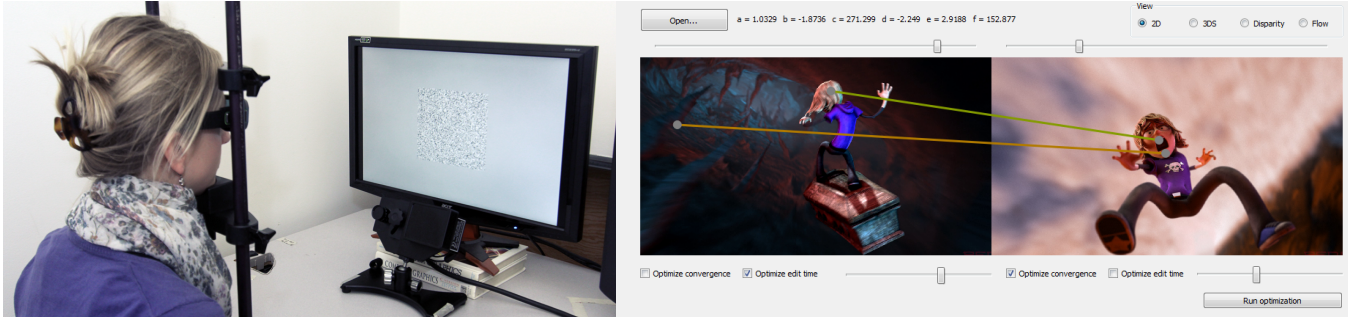 View
Open...
a = 1.0329 b = -1.8736 c = 271.299 d = -2.249 e = 2.9188 f = 152.877
2D 3DS Disparity Flow
GRAPHICS
Optimize convergence Optimize edit time Optimize convergence Optimize edit time
Run optimization